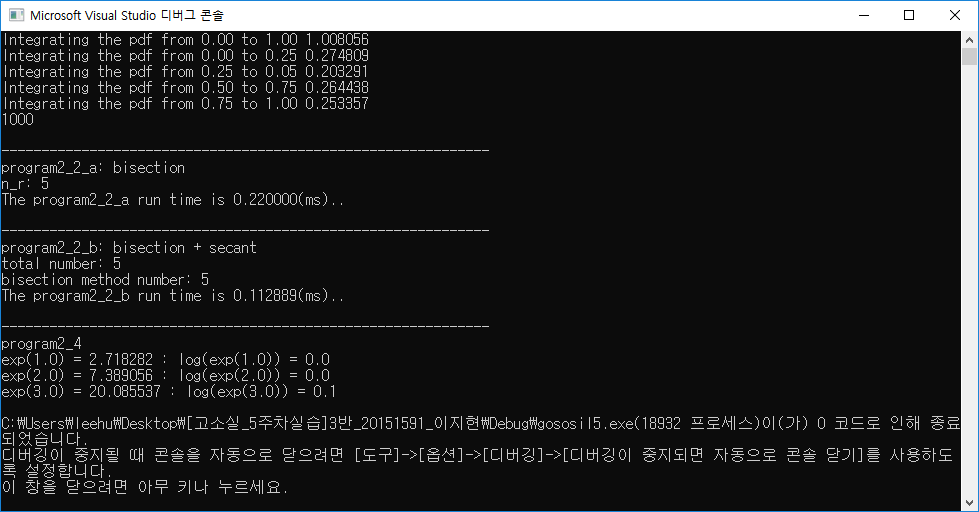 Microsoft Visual Studio 디버그 콘솔
Integrating the pdf from 0.00 to 1.00 1.008056
Integrating the pdf from 0.00 to 0.25 0.274809
Integrating the pdf from 0.25 to 0.05 0.203291
Integrating the pdf from 0.50 to 0.75 0.264438
Integrating the pdf from 0.75 to 1.00 0.253357
1000
-------------------------------------------------------------
program2_2_a: bisection
n_r: 5
The program2_2_a run time is 0.220000(ms)..
-------------------------------------------------------------
program2_2_b: bisection + secant
total number: 5
bisection method number: 5
The program2_2_b run time is 0.112889(ms)..
-------------------------------------------------------------
program2_4
exp(1.0) = 2.718282 : log(exp(1.0)) = 0.0
exp(2.0) = 7.389056 : log(exp(2.0)) = 0.0
exp(3.0) = 20.085537 : log(exp(3.0)) = 0.1
C:₩Users₩leehu₩Desktop₩[고소실_5주차실습]3반_20151591_이지현₩Debug₩gososil5.exe(18932 프로세스)이(가) 0 코드로 인해 종료
되었습니다.
디버깅이 중지될 때 콘솔을 자동으로 닫으려면 [도구]->[옵션]->[디버깅]->[디버깅이 중지되면 자동으로 콘솔 닫기]를 사용하도
록 설정합니다.
이 창을 닫으려면 아무 키나 누르세요.